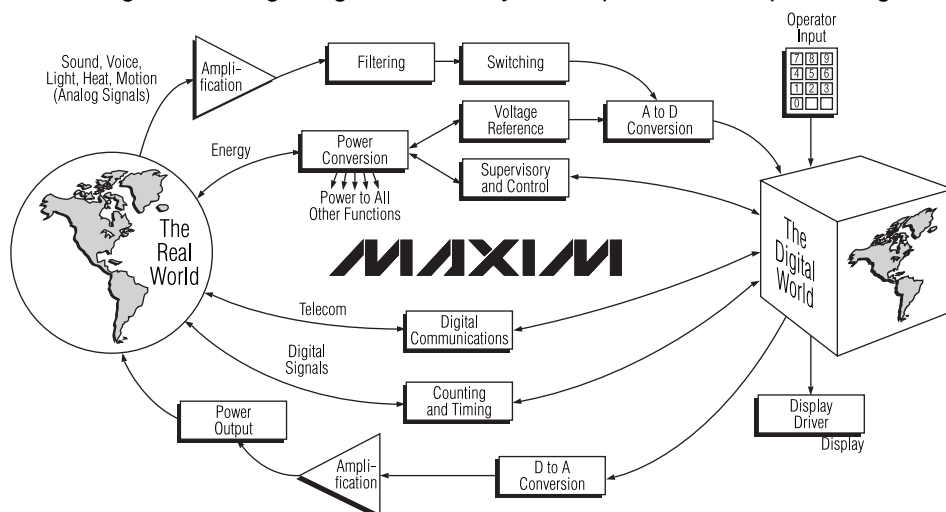 Operator
Input
7 8 9
4 5 6
1 2 3
0
Sound, Voice,
Light, Heat, Motion
(Analog Signals)
Ampli-
fication
Filtering
Switching
Voltage
Reference
A to D
Conversion
Energy
Power
Conversion
Supervisory
and Control
Power to All
Other Functions
The
Real
World
MAXIM
The
Digital
World
Telecom
Digital
Communications
Digital
Signals
Counting
and Timing
Power
Output
Display
Driver
Display
Ampli-
fication
D to A
Conversion